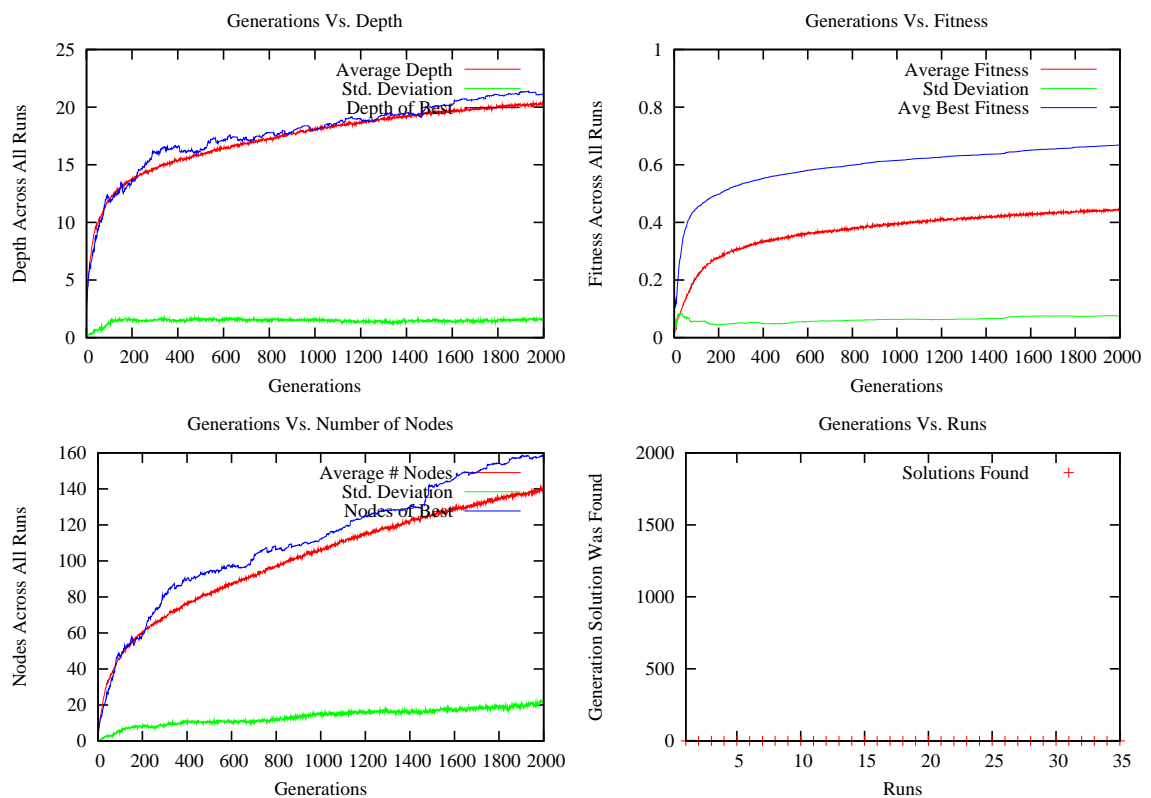 Generations Vs. Depth
Depth Across All Runs
25
20
15
10
5
0
Average Depth
Std. Deviation
Depth of Best
0 200 400 600 800 1000 1200 1400 1600 1800 2000
Generations
Generations Vs. Fitness
Fitness Across All Runs
1
0.8
0.6
0.4
0.2
0
Average Fitness
Std Deviation
Avg Best Fitness
0 200 400 600 800 1000 1200 1400 1600 1800 2000
Generations
Generations Vs. Number of Nodes
Nodes Across All Runs
160
140
120
100
80
60
40
20
0
Average # Nodes
Std. Deviation
Nodes of Best
0 200 400 600 800 1000 1200 1400 1600 1800 2000
Generations
Generations Vs. Runs
Generation Solution Was Found
2000
1500
1000
500
0
Solutions Found
5 10 15 20 25 30 35
Runs